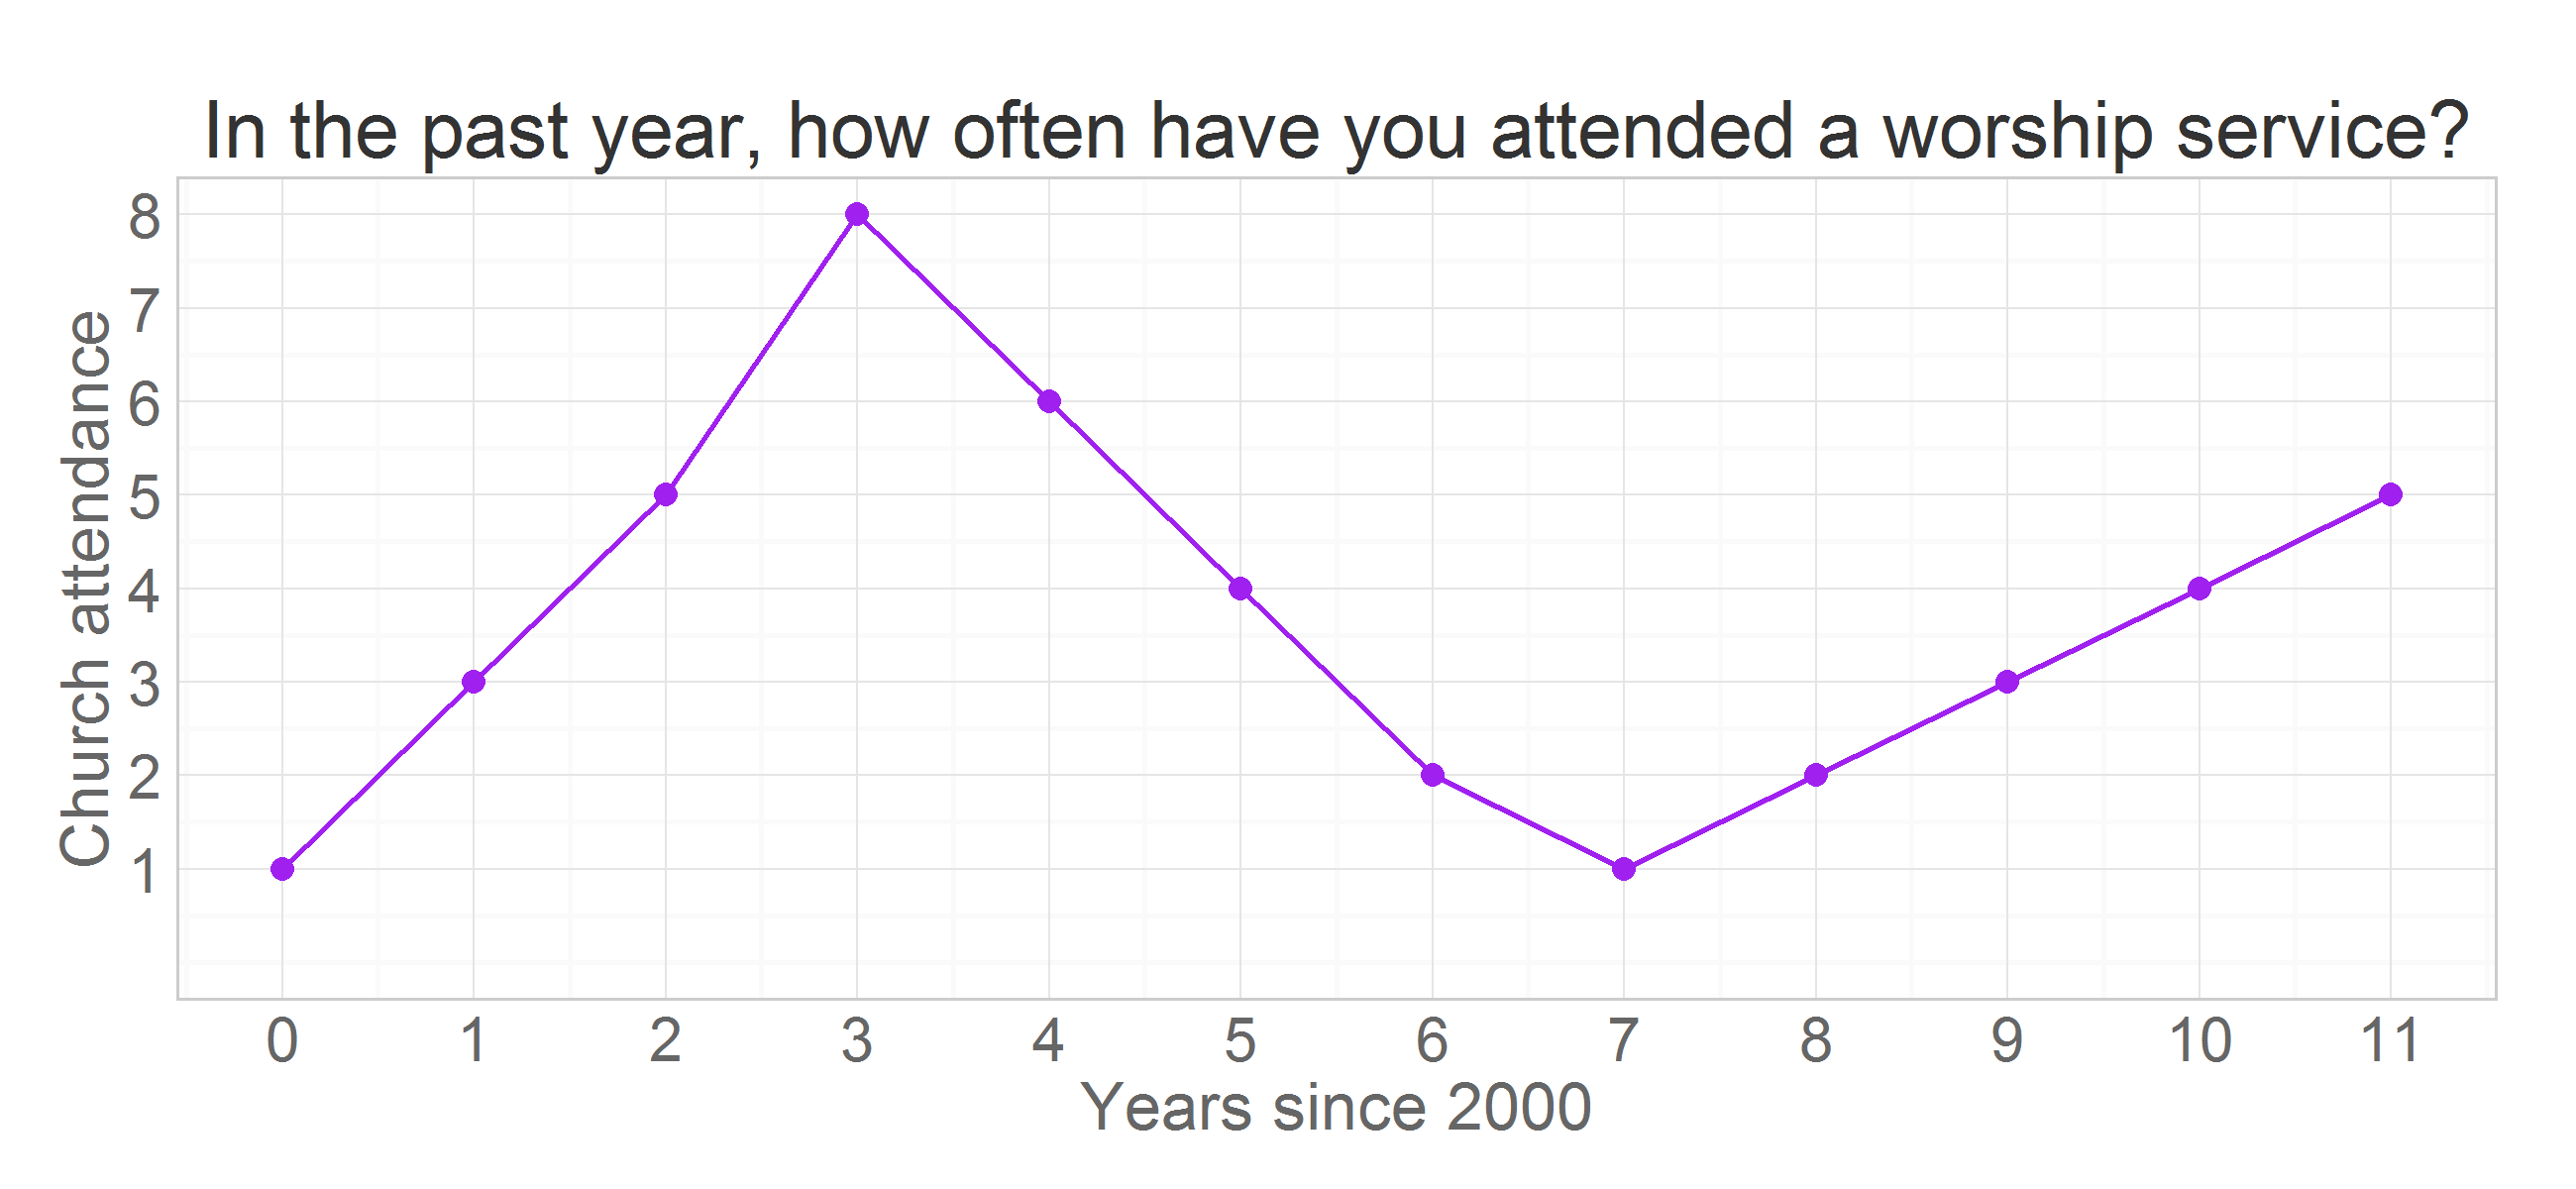 In the past year, how often have you attended a worship service?
Church attendance
8
7
6
5
4
3
2
1
0 1 2 3 4 5 6 7 8 9 10 11
Years since 2000